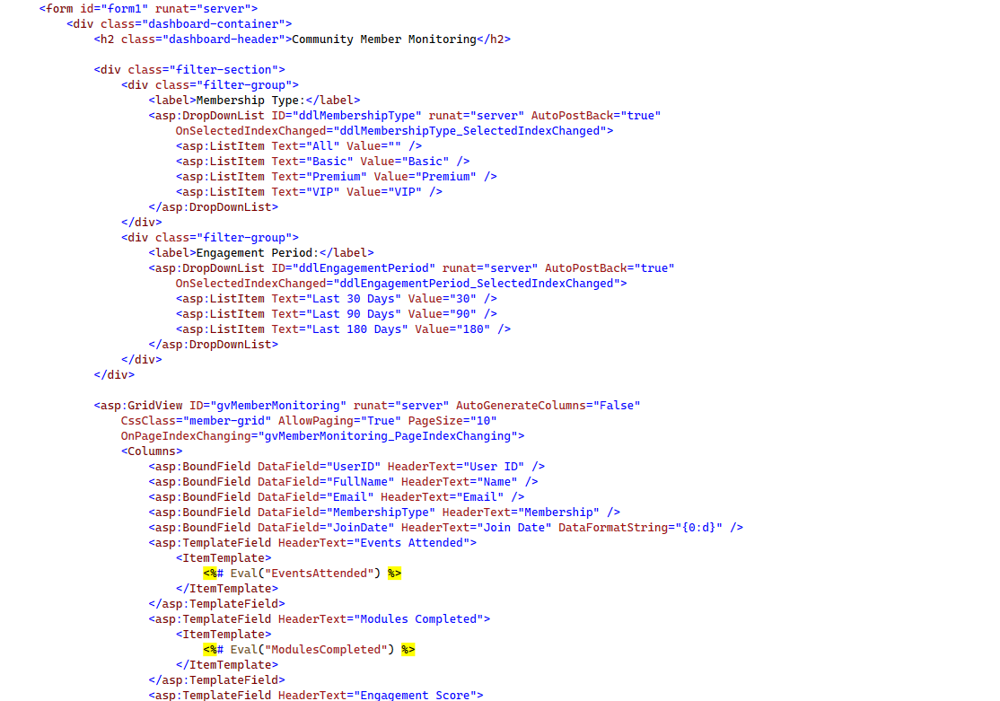 <form id="form1" runat="server">
<div class="dashboard-container">
<h2 class="dashboard-header">Community Member Monitoring</h2>
<div class="filter-section">
<div class="filter-group">
<label>Membership Type:</label>
<asp:DropDownList ID="ddlMembershipType" runat="server" AutoPostBack="true"
OnSelectedIndexChanged="ddlMembershipType_SelectedIndexChanged">
<asp:ListItem Text="All" Value="" />
<asp:ListItem Text="Basic" Value="Basic" />
<asp:ListItem Text="Premium" Value="Premium" />
<asp:ListItem Text="VIP" Value="VIP" />
</asp:DropDownList>
</div>
<div class="filter-group">
<label>Engagement Period:</label>
<asp:DropDownList ID="ddlEngagementPeriod" runat="server" AutoPostBack="true"
OnSelectedIndexChanged="ddlEngagementPeriod_SelectedIndexChanged">
<asp:ListItem Text="Last 30 Days" Value="30" />
<asp:ListItem Text="Last 90 Days" Value="90" />
<asp:ListItem Text="Last 180 Days" Value="180" />
</asp:DropDownList>
</div>
</div>
<asp:GridView ID="gvMemberMonitoring" runat="server" AutoGenerateColumns="False"
CssClass="member-grid" AllowPaging="True" PageSize="10"
OnPageIndexChanging="gvMemberMonitoring_PageIndexChanging">
<Columns>
<asp:BoundField DataField="UserID" HeaderText="User ID" />
<asp:BoundField DataField="FullName" HeaderText="Name" />
<asp:BoundField DataField="Email" HeaderText="Email" />
<asp:BoundField DataField="MembershipType" HeaderText="Membership" />
<asp:BoundField DataField="JoinDate" HeaderText="Join Date" DataFormatString="{0:d}" />
<asp:TemplateField HeaderText="Events Attended">
<ItemTemplate>
<%# Eval("EventsAttended") %>
</ItemTemplate>
</asp:TemplateField>
<asp:TemplateField HeaderText="Modules Completed">
<ItemTemplate>
<%# Eval("ModulesCompleted") %>
</ItemTemplate>
</asp:TemplateField>
<asp:TemplateField HeaderText="Engagement Score">